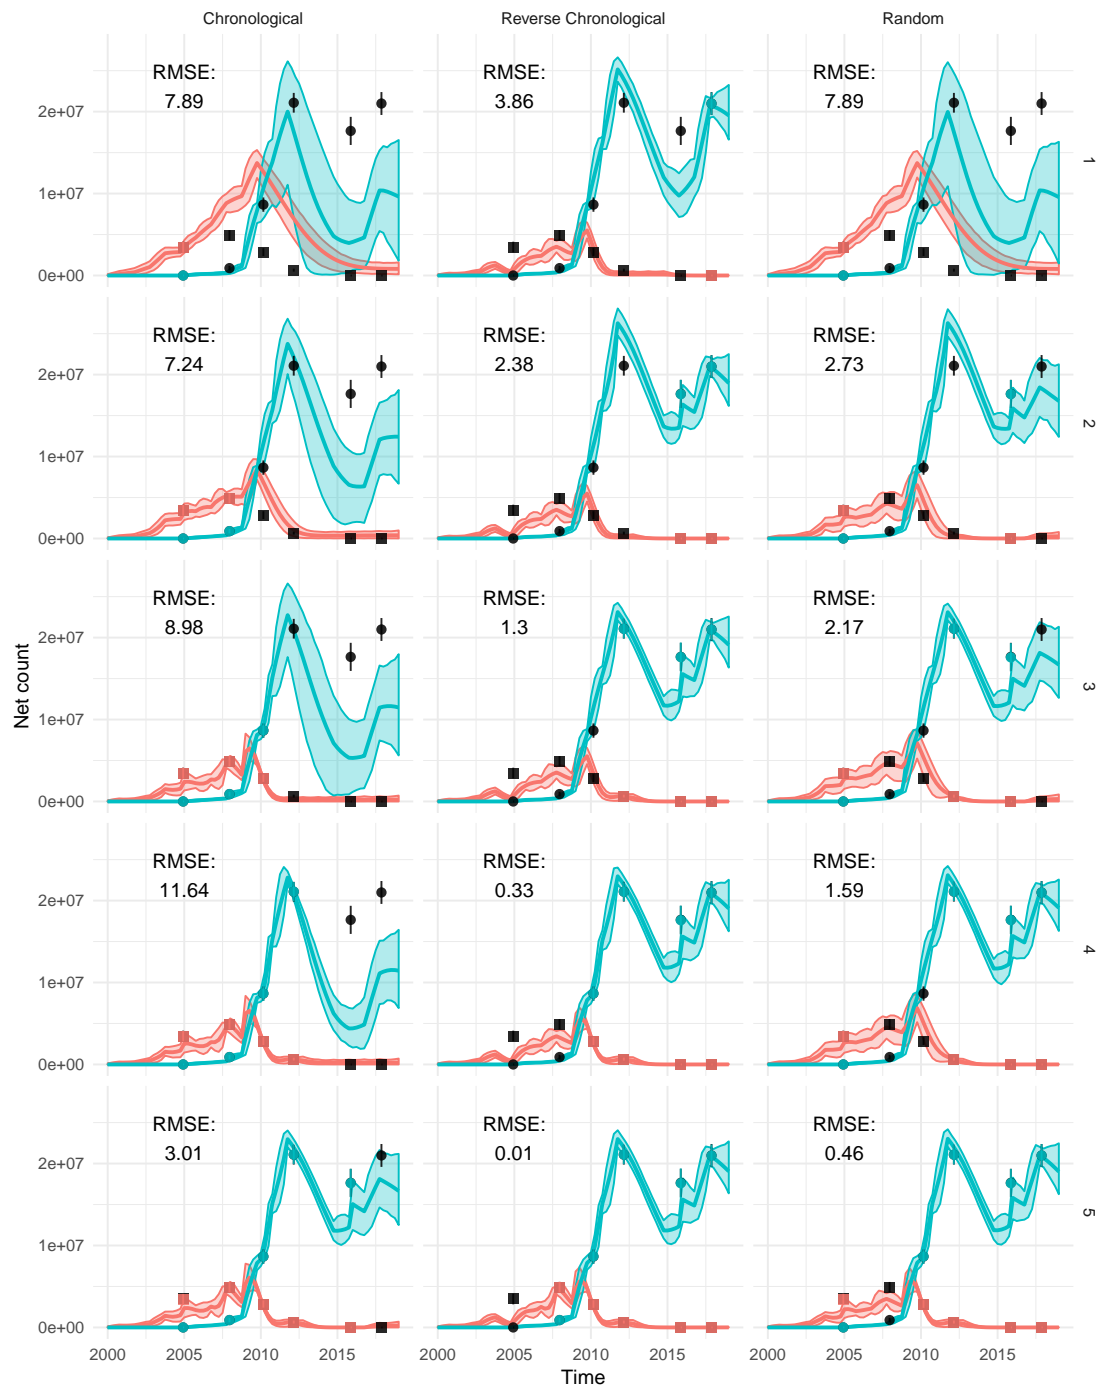 Chronological
Reverse Chronological
Random
RMSE:
7.89
RMSE:
3.86
RMSE:
7.89
2e+07
1e+07
0e+00
1
RMSE:
7.24
RMSE:
2.38
RMSE:
2.73
2e+07
1e+07
0e+00
2
RMSE:
8.98
RMSE:
1.3
RMSE:
2.17
2e+07
1e+07
0e+00
3
Net count
RMSE:
11.64
RMSE:
0.33
RMSE:
1.59
2e+07
1e+07
0e+00
4
RMSE:
3.01
RMSE:
0.01
RMSE:
0.46
2e+07
1e+07
0e+00
5
2000 2005 2010 2015 2000 2005 2010 2015 2000 2005 2010 2015
Time